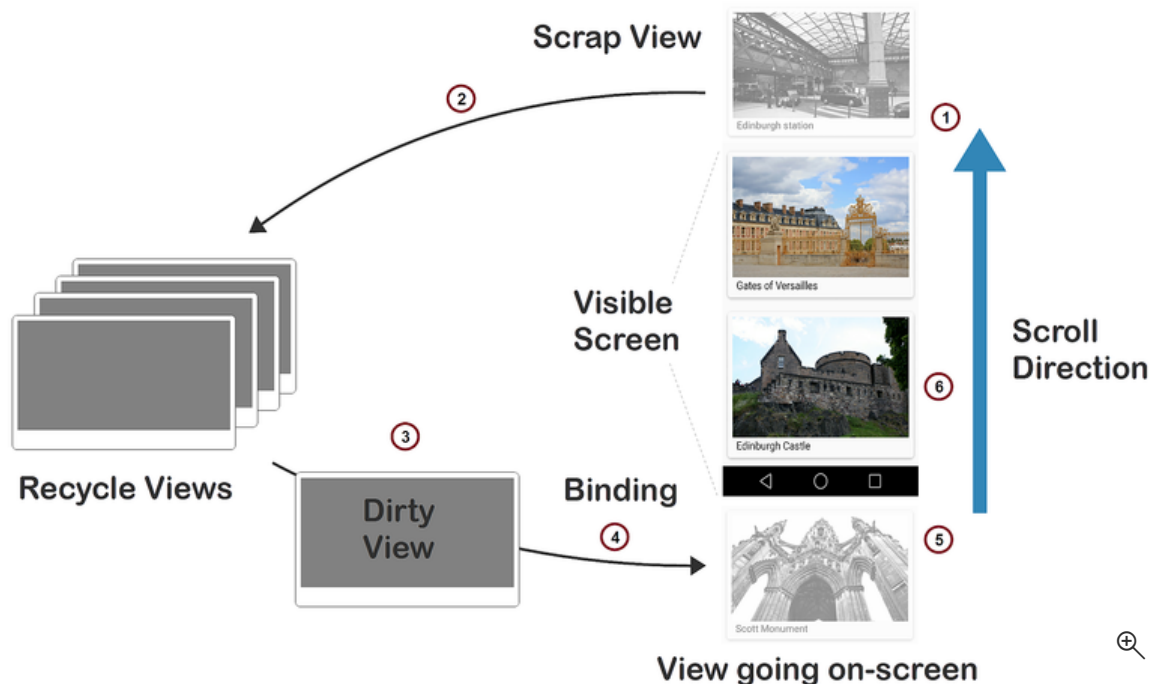 Scrap View
2
Edinburgh station
1
Gates of Versailles
Visible
Screen
Scroll
Direction
6
Edinburgh Castle
3
Recycle Views
Binding
Dirty
View
4
5
Scott Monument
View going on-screen